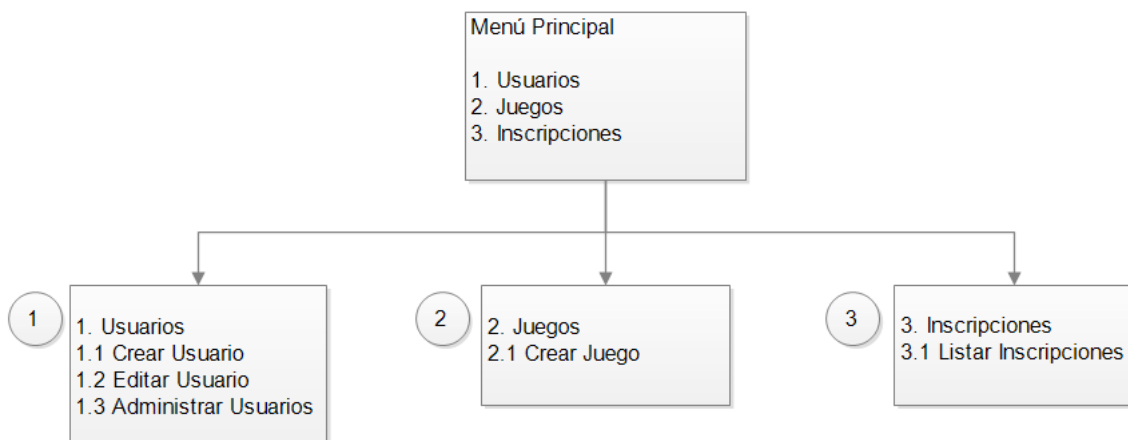 Menú Principal
1. Usuarios
2. Juegos
3. Inscripciones
1
1. Usuarios
1.1 Crear Usuario
1.2 Editar Usuario
1.3 Administrar Usuarios
2
2. Juegos
2.1 Crear Juego
3
3. Inscripciones
3.1 Listar Inscripciones